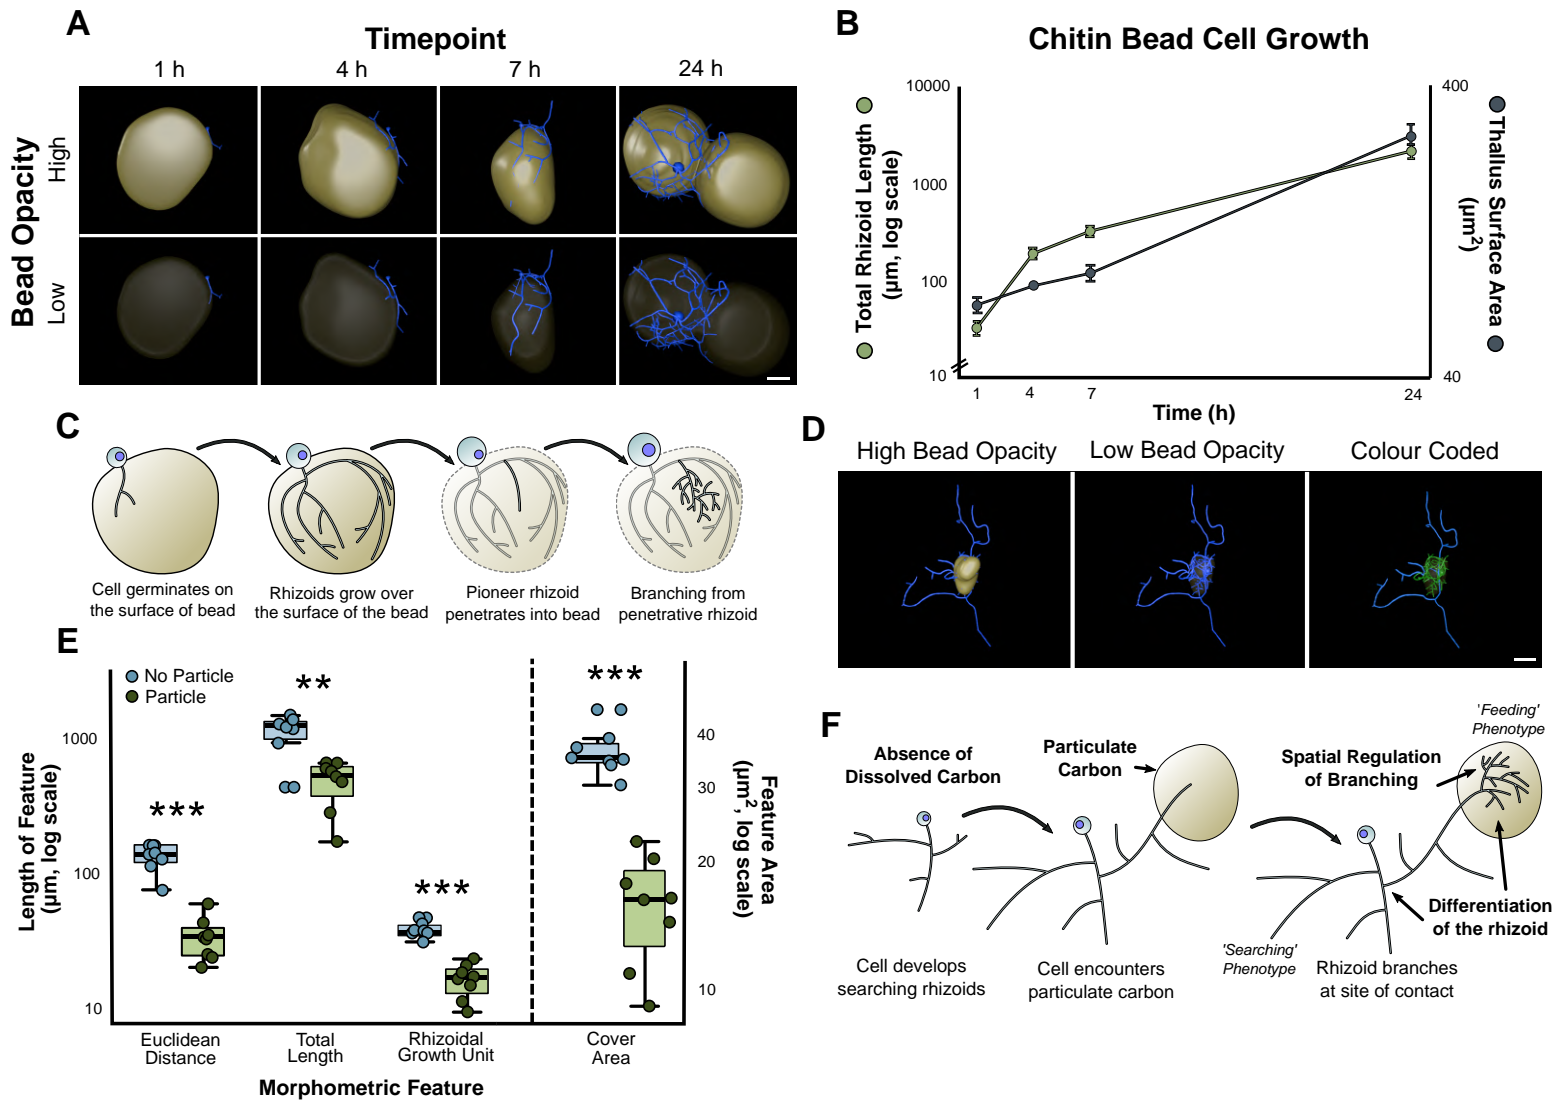 A
Timepoint
1 h
4 h
7 h
24 h
Bead Opacity
High
Low
B
Chitin Bead Cell Growth
Total Rhizoid Length
(µm, log scale)
10000
1000
100
10
400
40
Thallus Surface Area
(µm²)
1
4
7
24
Time (h)
C
Cell germinates on
the surface of bead
Rhizoids grow over
the surface of the bead
Pioneer rhizoid
penetrates into bead
Branching from
penetrative rhizoid
D
High Bead Opacity
Low Bead Opacity
Colour Coded
E
No Particle
Particle
Length of Feature
(µm, log scale)
1000
100
10
***
**
***
***
40
30
20
10
Feature Area
(µm², log scale)
Euclidean
Distance
Total
Length
Rhizoidal
Growth Unit
Cover
Area
Morphometric Feature
F
Absence of
Dissolved Carbon
Particulate
Carbon
Spatial Regulation
of Branching
'Feeding'
Phenotype
Differentiation
of the rhizoid
'Searching'
Phenotype
Cell develops
searching rhizoids
Cell encounters
particulate carbon
Rhizoid branches
at site of contact